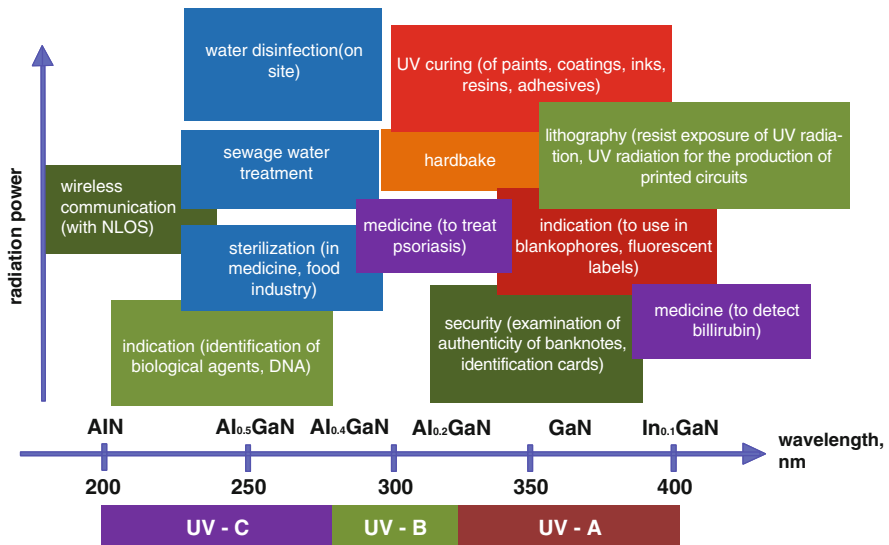 water disinfection(on
site)
UV curing (of paints, coatings, inks,
resins, adhesives)
sewage water
treatment
hardbake
lithography (resist exposure of UV radia-
tion, UV radiation for the production of
printed circuits
wireless
communication
(with NLOS)
medicine (to treat
psoriasis)
indication (to use in
blankophores, fluorescent
labels)
sterilization (in
medicine, food
industry)
indication (identification of
biological agents, DNA)
security (examination of
authenticity of banknotes,
identification cards)
medicine (to detect
billirubin)
radiation power
AlN Al0.5GaN Al0.4GaN Al0.2GaN GaN In0.1GaN
wavelength,
nm
200 250 300 350 400
UV - C UV - B UV - A